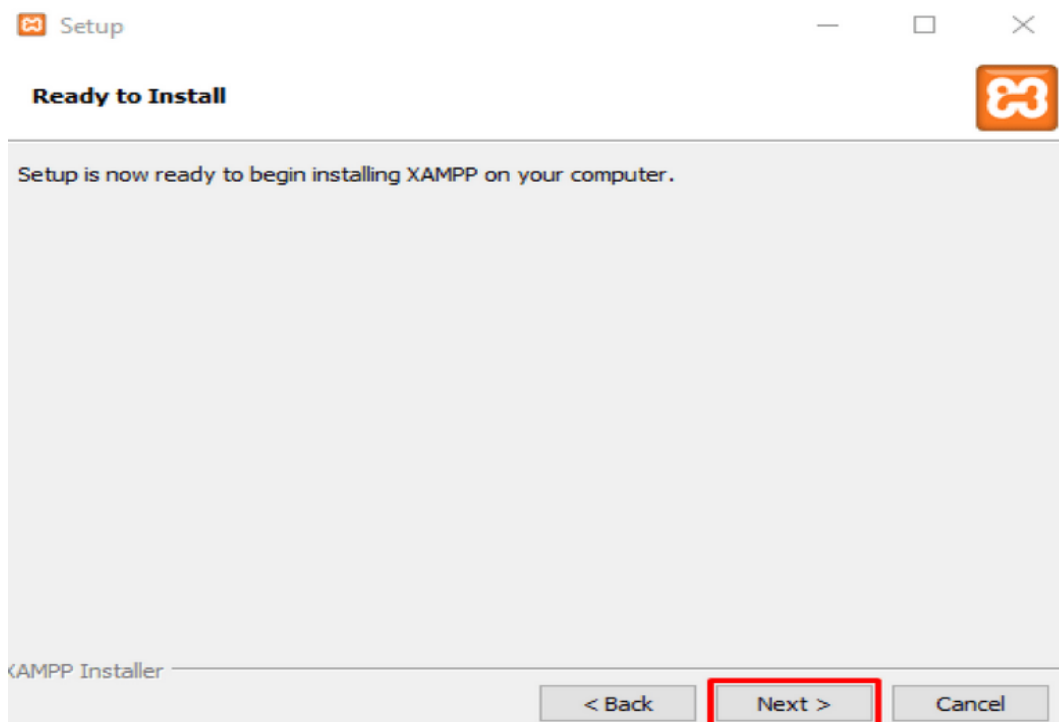 Setup
Ready to Install
Setup is now ready to begin installing XAMPP on your computer.
XAMPP Installer
< Back Next > Cancel